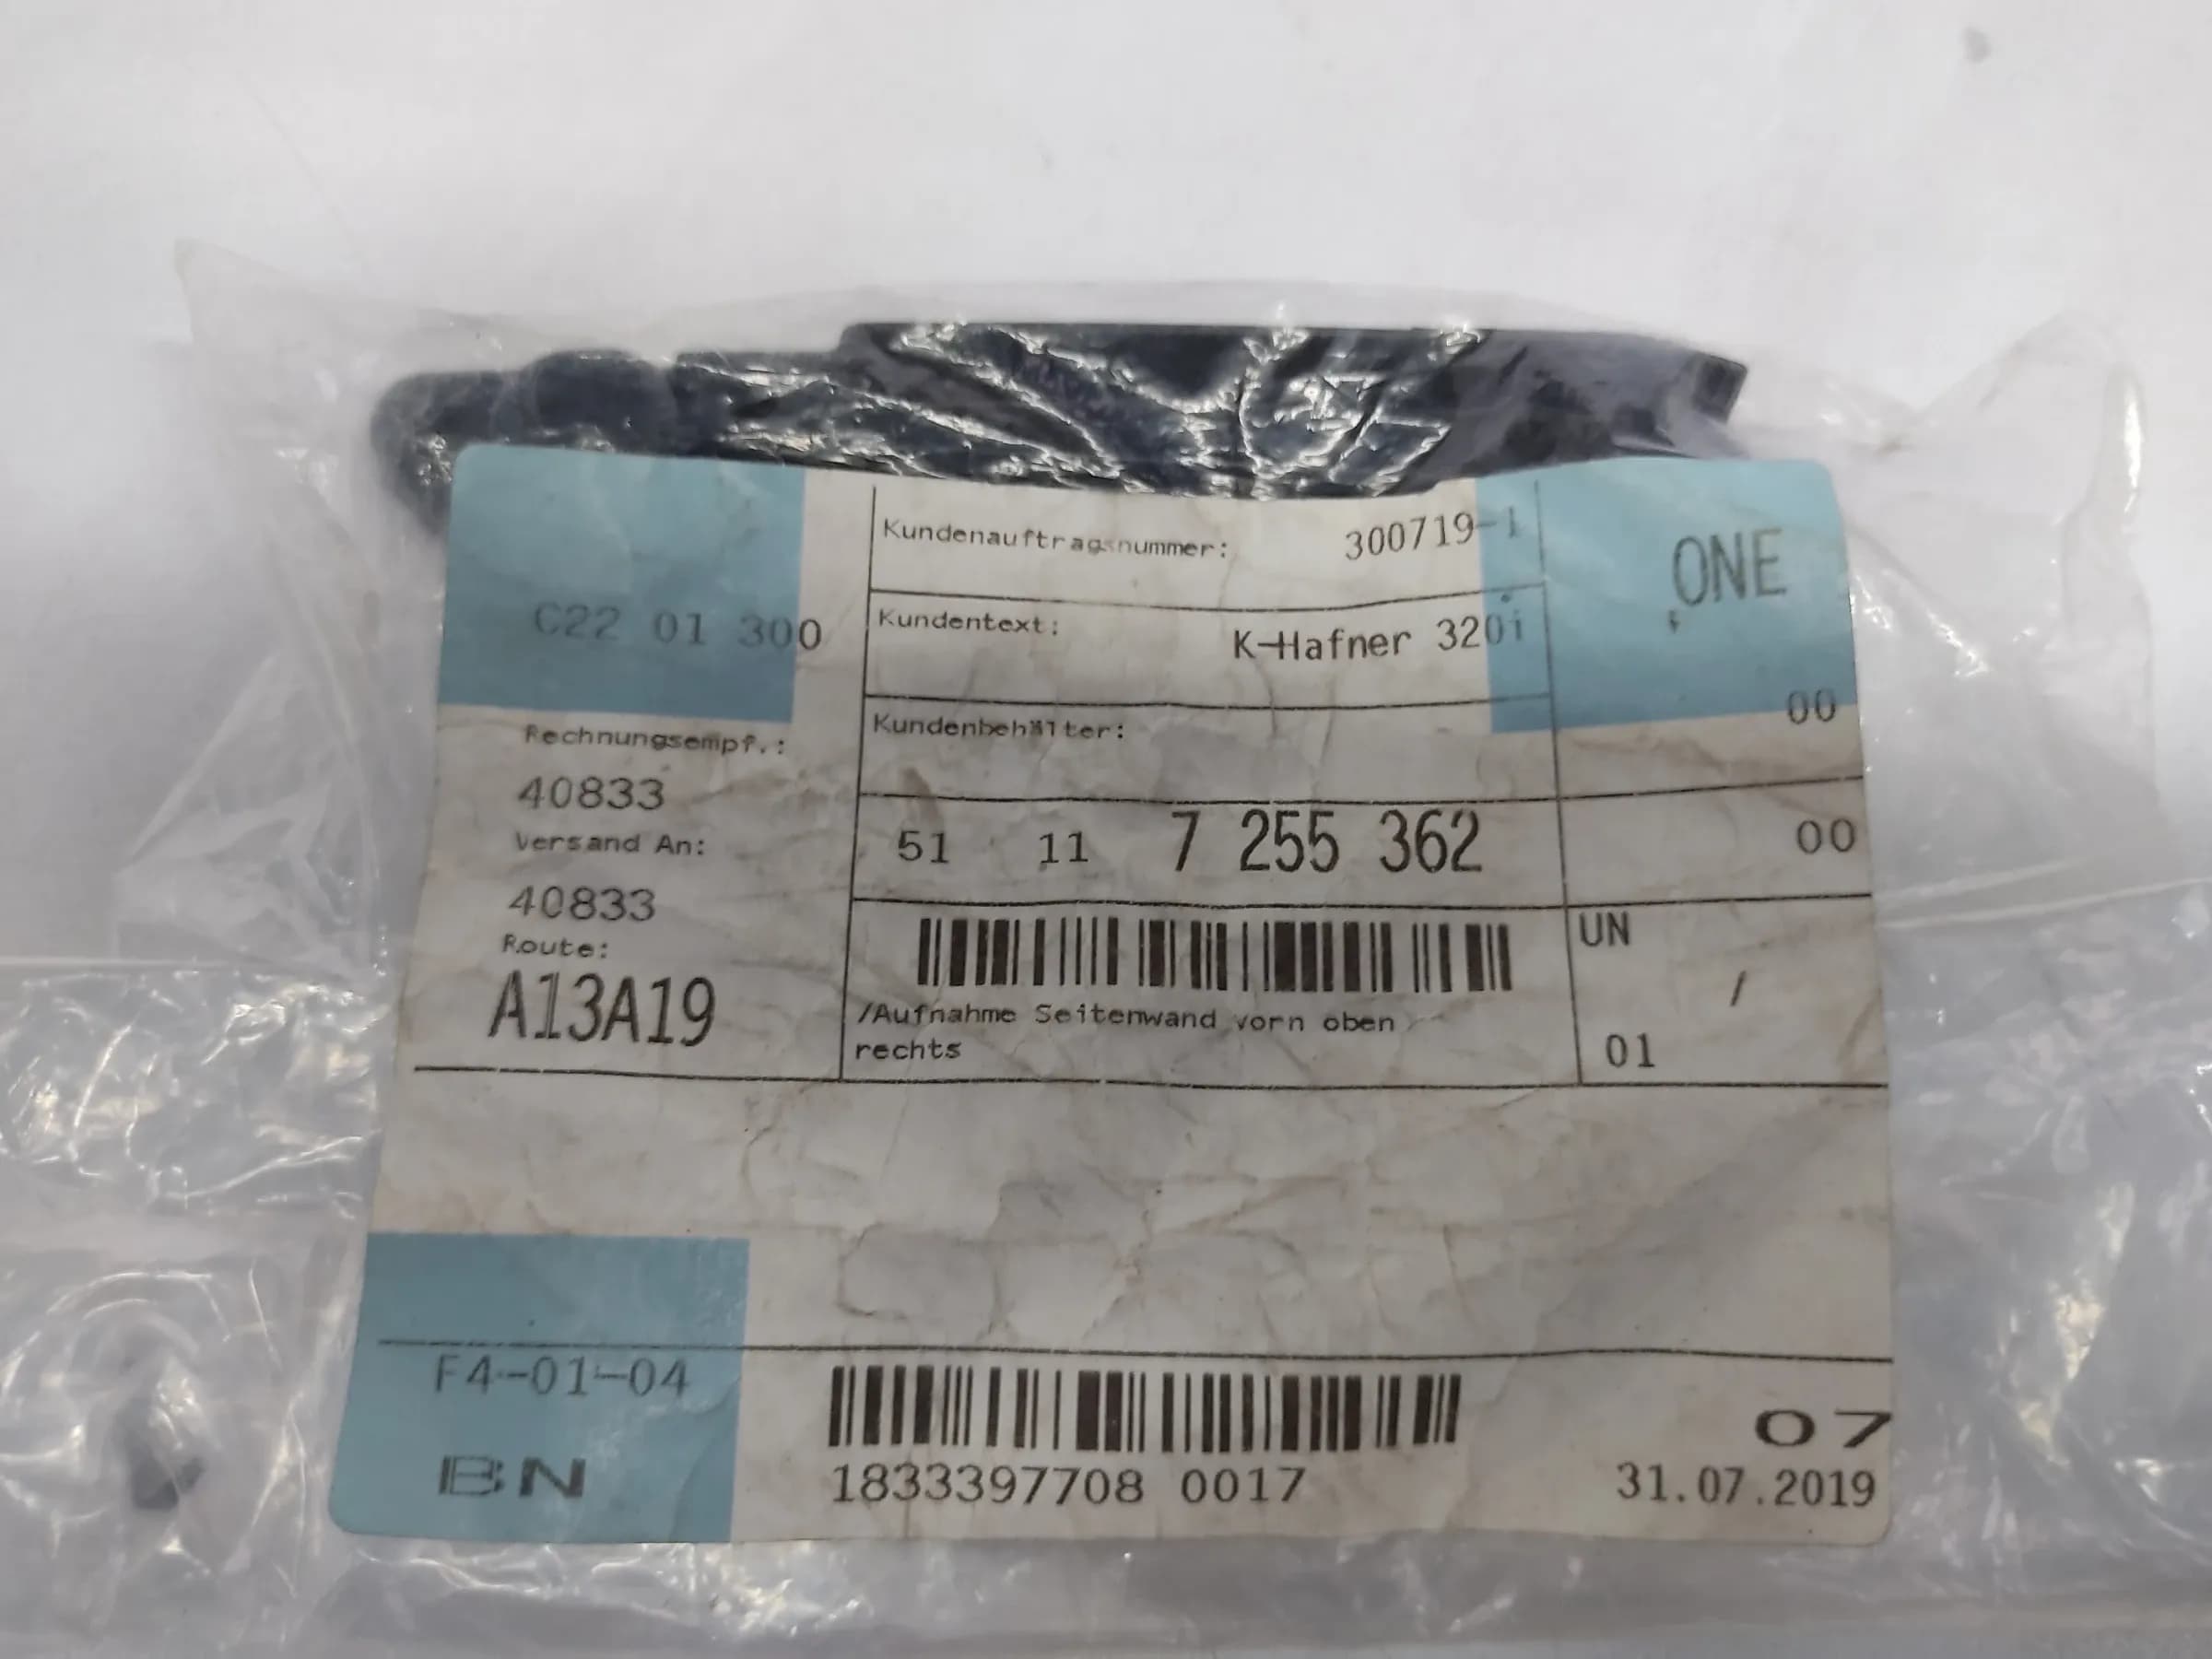 Kundenauftragsnummer: 300719-1
ONE
C22 01 300
Kundentext: K-Hafner 320i
00
Rechnungsempf.:
Kundenbehälter:
40833
51 11 7 255 362
00
Versand An:
40833
UN
Route:
/
A13A19
/Aufnahme Seitenwand vorn oben
rechts
01
F4-01-04
07
BN
1833397708 0017
31.07.2019